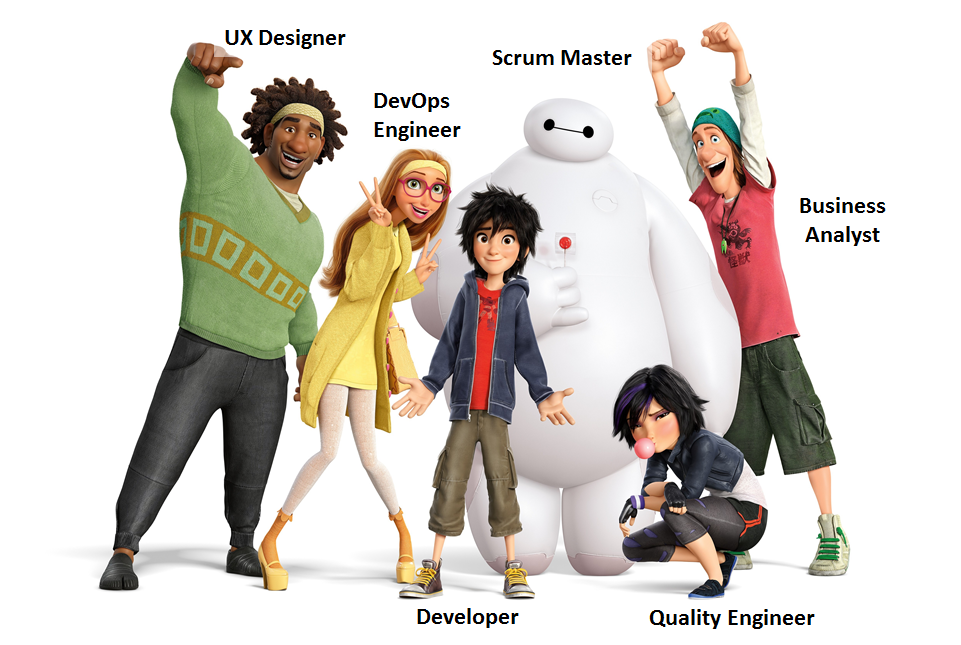 UX Designer
Scrum Master
DevOps
Engineer
Business
Analyst
Developer
Quality Engineer